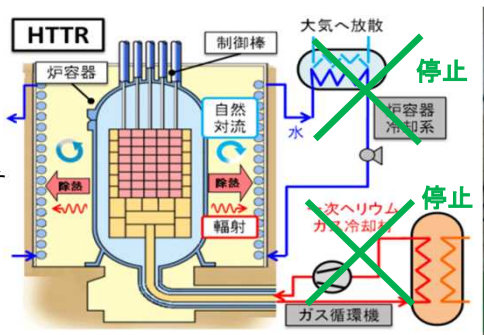 HTTR
制御棒
大気へ放散
炉容器
停止
炉容器
冷却系
自然
対流
水
除熱
除熱
停止
一次ヘリウム
ガス冷却材
輻射
ガス循環機